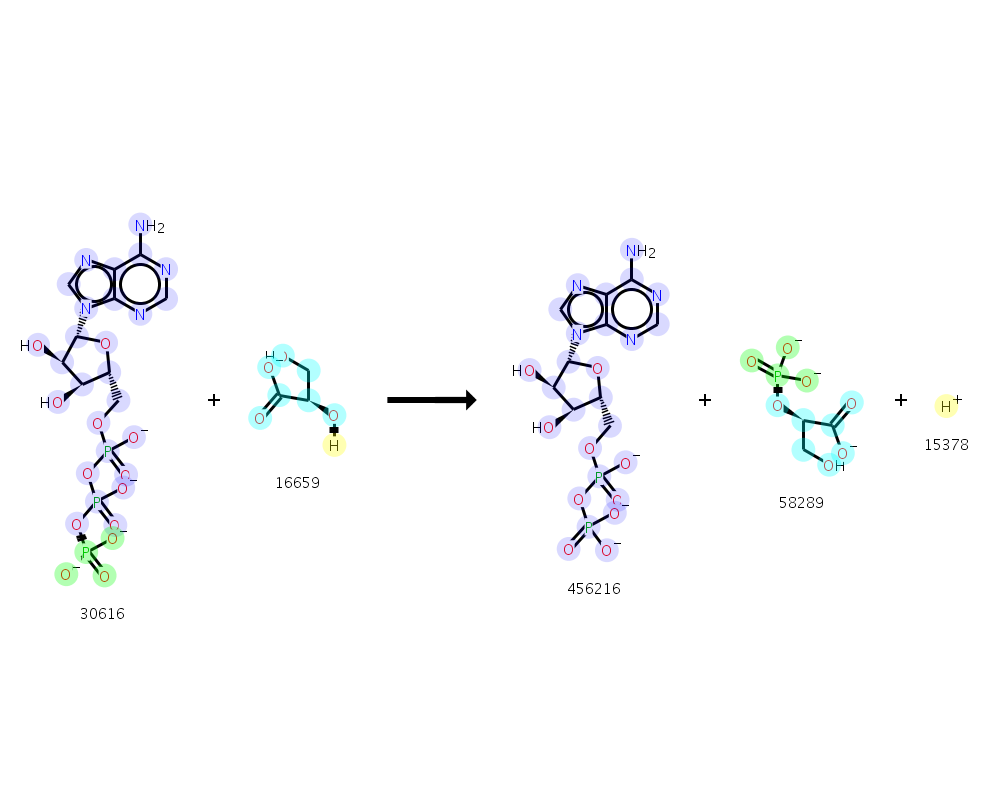 NH2
N N
N N
HO O
HO
O
P O−
O O O−
P
O O O−
P
O− O
30616
+
HO
O−
O O
H
16659
NH2
N N
N N
HO O
HO
O
P O−
O O O−
P
O O−
456216
+
O−
O P O−
O O
O−
OH
58289
+
H+
15378